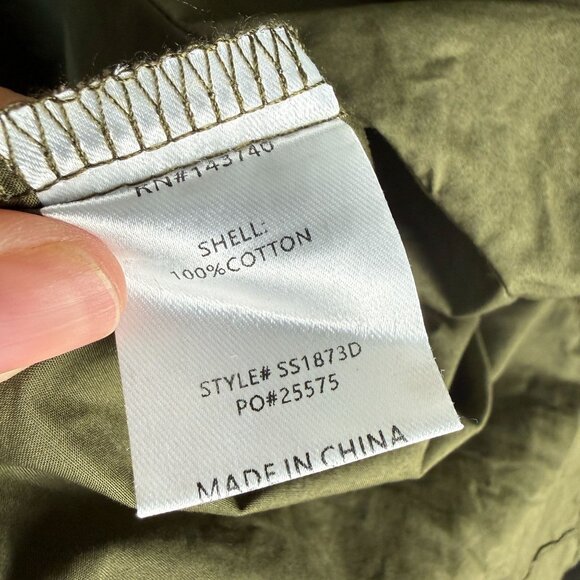 RN#143740
SHELL:
100%COTTON
STYLE# SS1873D
PO#25575
MADE IN CHINA